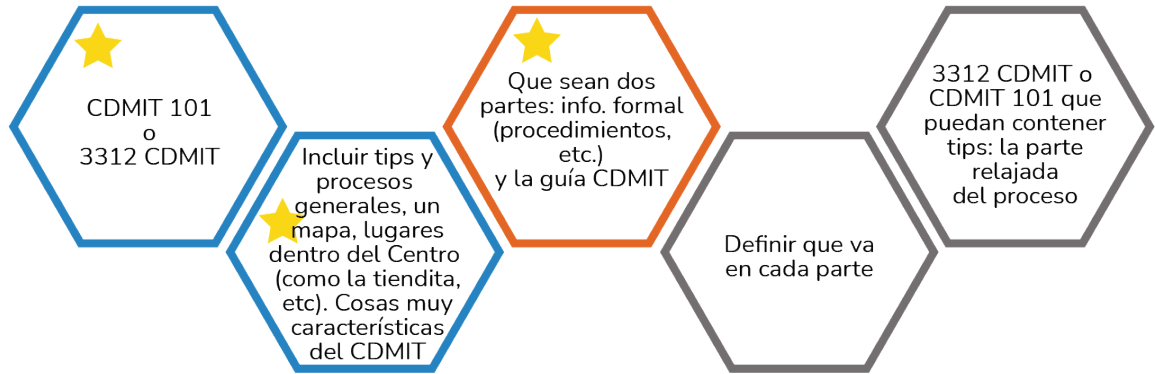 CDMIT 101
o
3312 CDMIT
Incluir tips y
procesos
generales, un
mapa, lugares
dentro del Centro
(como la tiendita,
etc). Cosas muy
características
del CDMIT
Que sean dos
partes: info. formal
(procedimientos,
etc.)
y la guía CDMIT
Definir que va
en cada parte
3312 CDMIT o
CDMIT 101 que
puedan contener
tips: la parte
relajada
del proceso